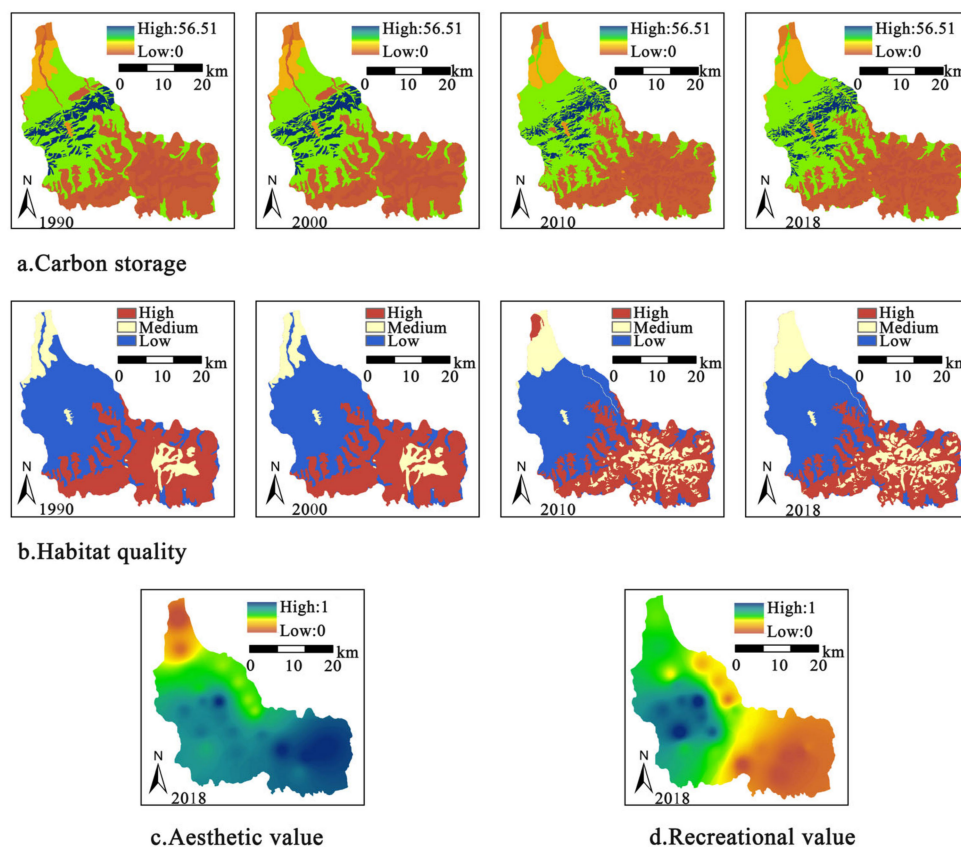 High:56.51
Low:0
0 10 20
km
N
1990
High:56.51
Low:0
0 10 20
km
N
2000
High:56.51
Low:0
0 10 20
km
N
2010
High:56.51
Low:0
0 10 20
km
N
2018
a.Carbon storage
High
Medium
Low
km
0 10 20
N
1990
High
Medium
Low
km
0 10 20
N
2000
High
Medium
Low
km
0 10 20
N
2010
High
Medium
Low
km
0 10 20
N
2018
b.Habitat quality
High:1
Low:0
km
0 10 20
N
2018
High:1
Low:0
km
0 10 20
N
2018
c.Aesthetic value
d.Recreational value